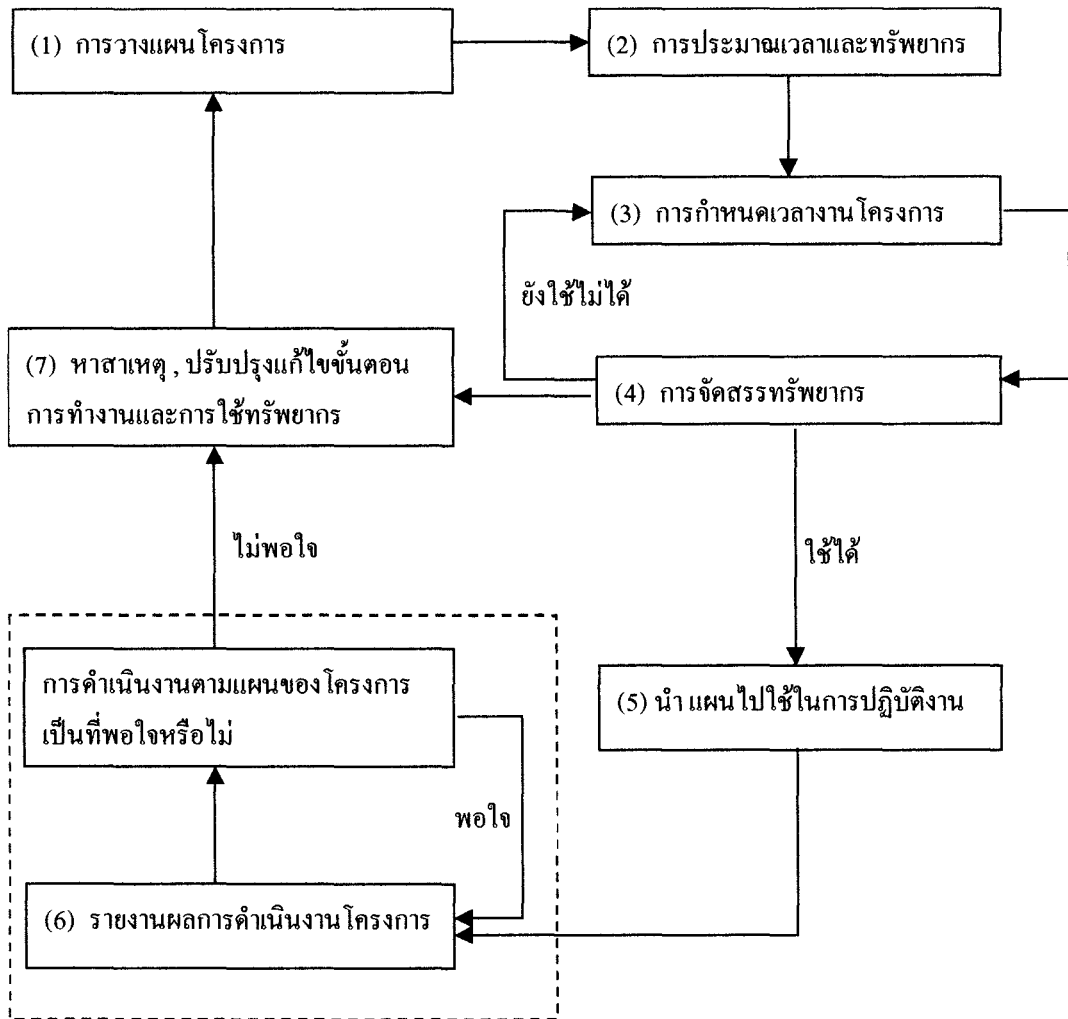 (1) การวางแผนโครงการ
(2) การประมาณเวลาและทรัพยากร
(3) การกำหนดเวลางานโครงการ
ยังใช้ไม่ได้
(7) หาสาเหตุ , ปรับปรุงแก้ไขขั้นตอน
การทำงานและการใช้ทรัพยากร
(4) การจัดสรรทรัพยากร
ไม่พอใจ
ใช้ได้
การดำเนินงานตามแผนของโครงการ
เป็นที่พอใจหรือไม่
(5) นำ แผนไปใช้ในการปฏิบัติงาน
พอใจ
(6) รายงานผลการดำเนินงานโครงการ